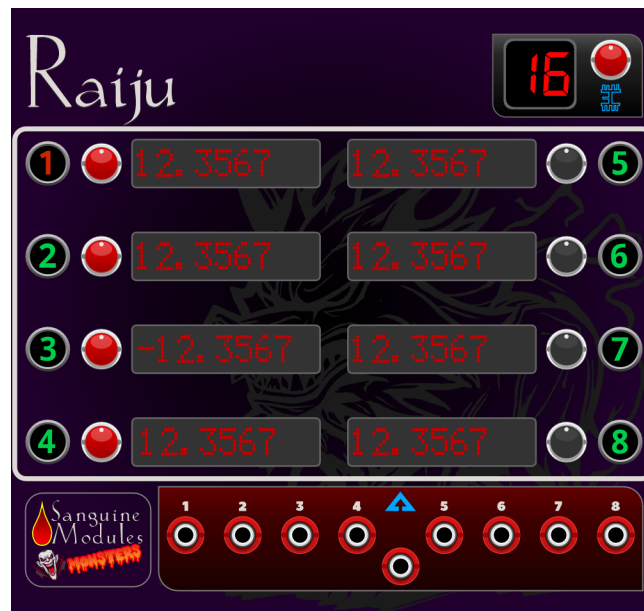 Raiju
16
1 12.3567 12.3567 5
2 12.3567 12.3567 6
3 -12.3567 12.3567 7
4 12.3567 12.3567 8
Sanguine
Modules
MONSTERS
1 2 3 4 5 6 7 8